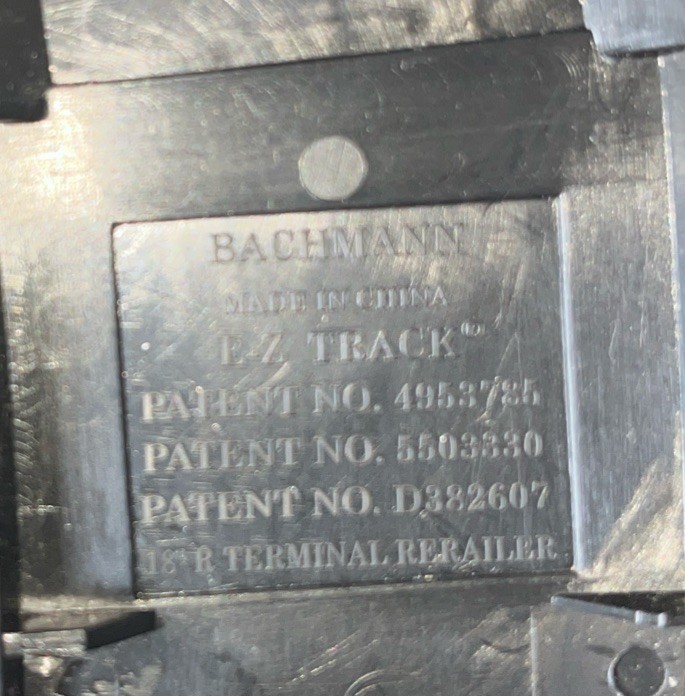 BACHMANN
MADE IN CHINA
E-Z TRACK®
PATENT NO. 4953785
PATENT NO. 5503330
PATENT NO. D382607
18" R TERMINAL RERAILER